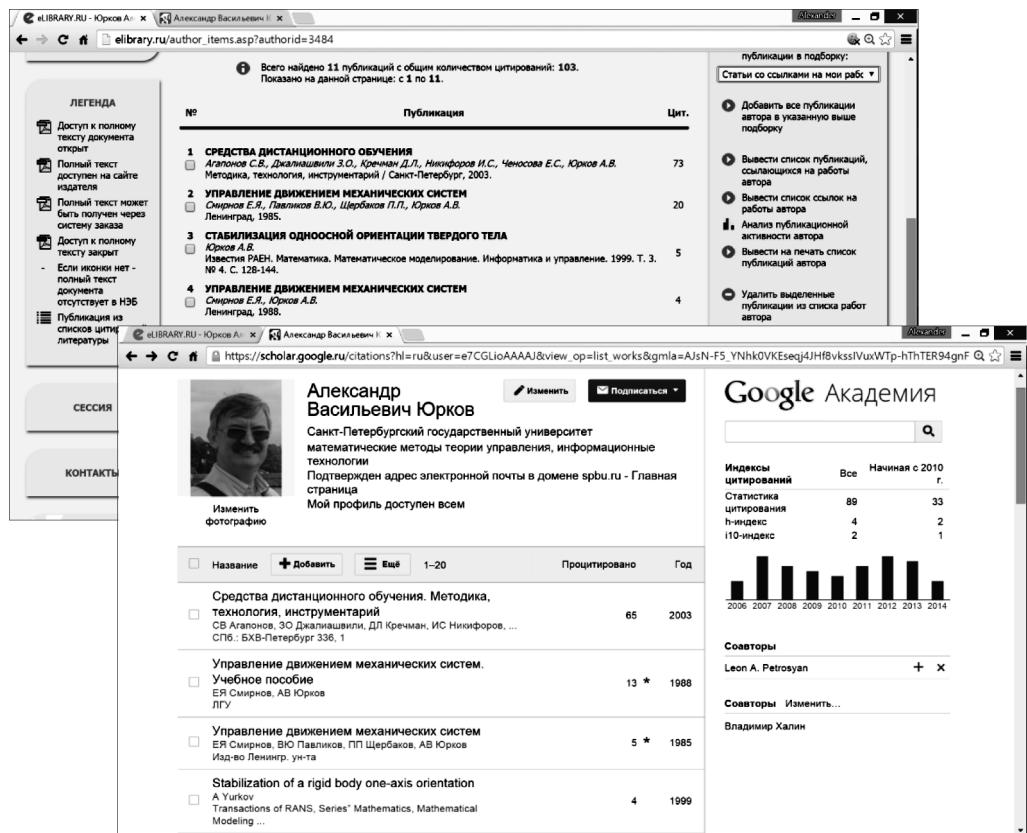 eLIBRARY.RU - Юрков Ал
Александр Васильевич К
Alexander
elibrary.ru/author_items.asp?authorid=3484
ЛЕГЕНДА
Доступ к полному
тексту документа
открыт
Полный текст
доступен на сайте
издателя
Полный текст может
быть получен через
систему заказа
Доступ к полному
тексту закрыт
- Если иконки нет -
полный текст
документа
отсутствует в НЭБ
Публикация из
списков
литературы
СЕССИЯ
КОНТАКТЫ
Всего найдено 11 публикаций с общим количеством цитирований: 103.
Показано на данной странице: с 1 по 11.
№ Публикация Цит.
1 СРЕДСТВА ДИСТАНЦИОННОГО ОБУЧЕНИЯ
Агапонов С.В., Джалиашвили З.О., Кречман Д.Л., Никифоров И.С., Ченосова Е.С., Юрков А.В. 73
Методика, технология, инструментарий / Санкт-Петербург, 2003.
2 УПРАВЛЕНИЕ ДВИЖЕНИЕМ МЕХАНИЧЕСКИХ СИСТЕМ
Смирнов Е.Я., Павликов В.Ю., Щербаков П.П., Юрков А.В. 20
Ленинград, 1985.
3 СТАБИЛИЗАЦИЯ ОДНООСНОЙ ОРИЕНТАЦИИ ТВЕРДОГО ТЕЛА
Юрков А.В.
Известия РАЕН. Математика. Математическое моделирование. Информатика и управление. 1999. Т. 3. 5
№ 4. С. 128-144.
4 УПРАВЛЕНИЕ ДВИЖЕНИЕМ МЕХАНИЧЕСКИХ СИСТЕМ
Смирнов Е.Я., Юрков А.В. 4
Ленинград, 1988.
публикации в подборку:
Статьи со ссылками на мои рабс
Добавить все публикации
автора в указанную выше
подборку
Вывести список публикаций,
ссылающихся на работы
автора
Вывести список ссылок на
работы автора
Анализ публикационной
активности автора
Вывести на печать список
публикаций автора
Удалить выделенные
публикации из списка работ
автора
eLIBRARY.RU - Юрков Ал
Александр Васильевич К
Alexander
https://scholar.google.ru/citations?hl=ru&user=e7CGLioAAAAJ&view_op=list_works&gmla=AJsN-F5_YNhk0VKEseqj4JHf8vkssIVuxWTp-hThTER94gnF
Изменить
фотографию
Александр
Васильевич Юрков
Изменить
Подписаться
Санкт-Петербургский государственный университет
математические методы теории управления, информационные
технологии
Подтвержден адрес электронной почты в домене spbu.ru - Главная
страница
Мой профиль доступен всем
Название Добавить Ещё 1–20 Процитировано Год
Средства дистанционного обучения. Методика,
технология, инструментарий 65 2003
СВ Агапонов, ЗО Джалиашвили, ДЛ Кречман, ИС Никифоров, ...
СПб.: БХВ-Петербург 336, 1
Управление движением механических систем.
Учебное пособие 13 * 1988
ЕЯ Смирнов, АВ Юрков
ЛГУ
Управление движением механических систем
ЕЯ Смирнов, ВЮ Павликов, ПП Щербаков, АВ Юрков 5 * 1985
Изд-во Ленингр. ун-та
Stabilization of a rigid body one-axis orientation
A Yurkov 4 1999
Transactions of RANS, Series" Mathematics, Mathematical
Modeling ...
Google Академия
Индексы цитирований Все Начиная с 2010 г.
Статистика цитирования 89 33
h-индекс 4 2
i10-индекс 2 1
2006 2007 2008 2009 2010 2011 2012 2013 2014
Соавторы
Leon A. Petrosyan
Соавторы Изменить...
Владимир Халин